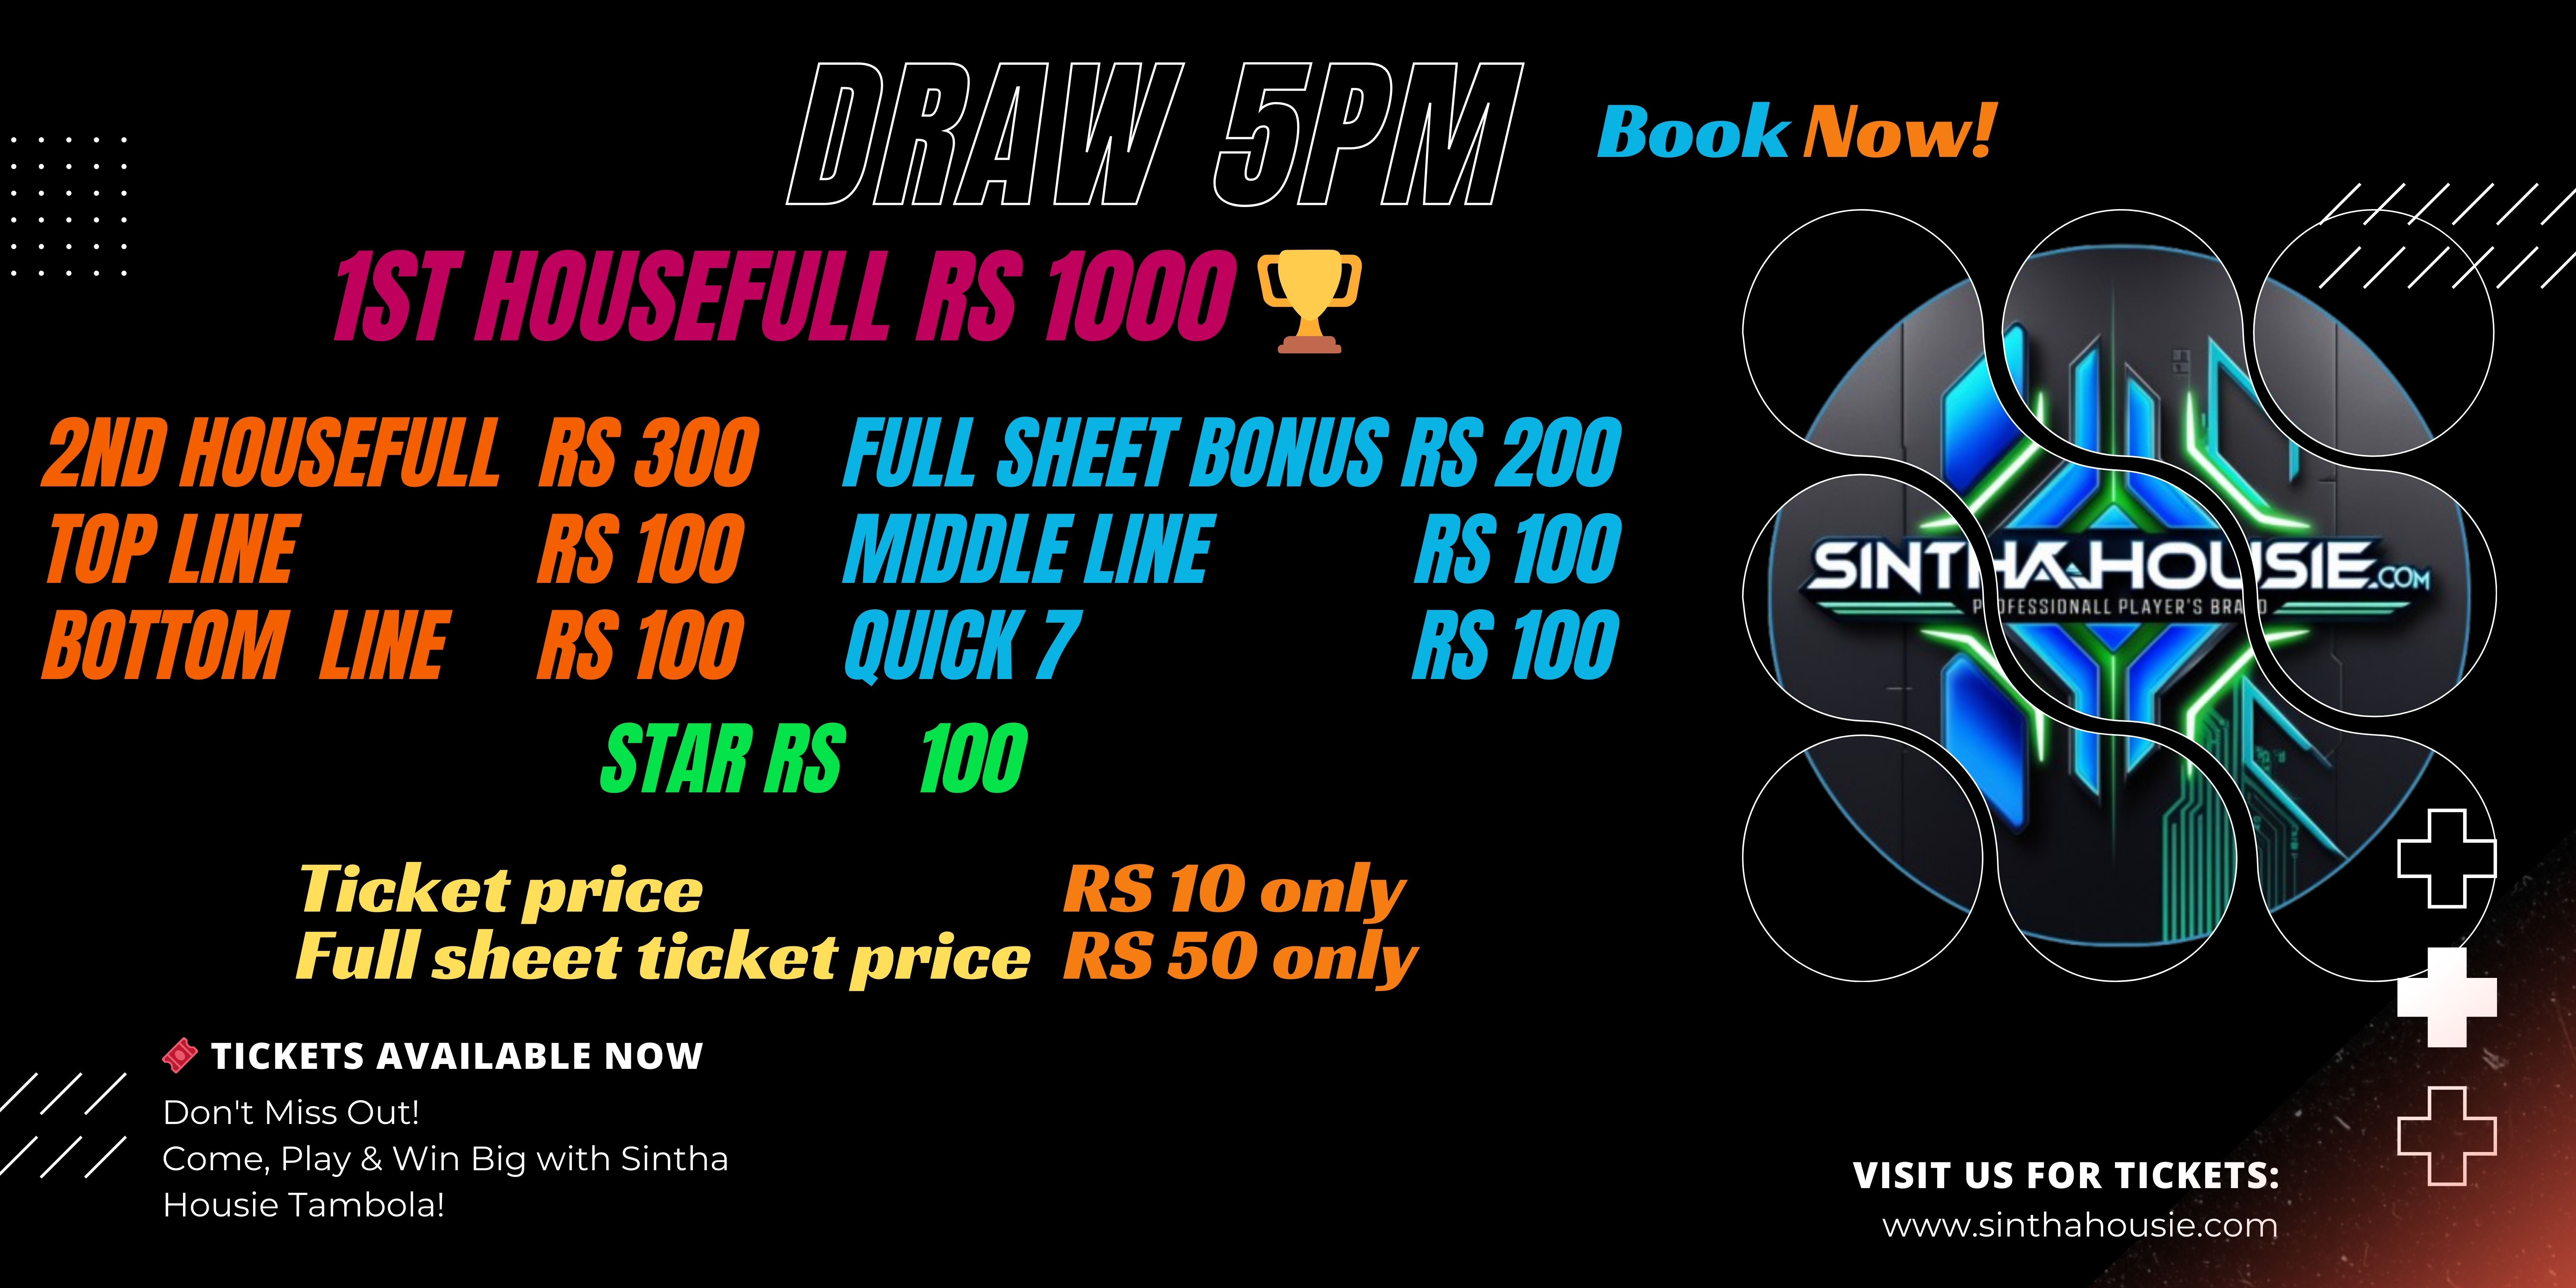 DRAW 5PM
Book Now!
1ST HOUSEFULL RS 1000
2ND HOUSEFULL RS 300
TOP LINE RS 100
BOTTOM LINE RS 100
FULL SHEET BONUS RS 200
MIDDLE LINE RS 100
QUICK 7 RS 100
STAR RS 100
SINTHA HOUSIE.COM
PROFESSIONALL PLAYER'S BRAND
Ticket price RS 10 only
Full sheet ticket price RS 50 only
TICKETS AVAILABLE NOW
Don't Miss Out!
Come, Play & Win Big with Sintha
Housie Tambola!
VISIT US FOR TICKETS:
www.sinthahousie.com